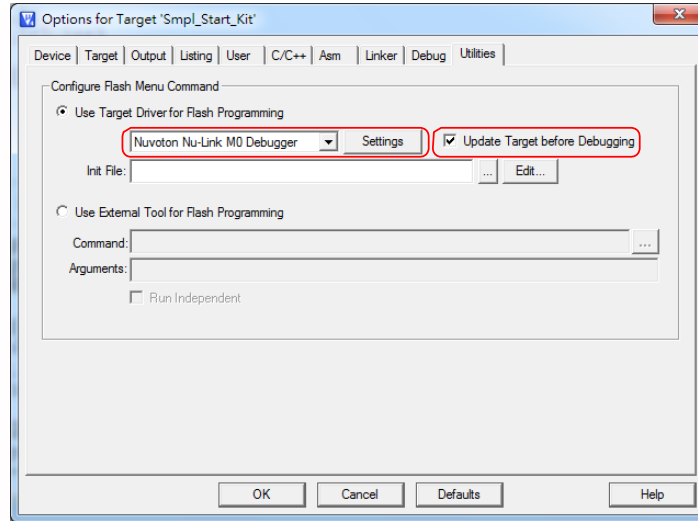 Options for Target 'Smpl_Start_Kit'
Device Target Output Listing User C/C++ Asm Linker Debug Utilities
Configure Flash Menu Command
Use Target Driver for Flash Programming
Nuvoton Nu-Link M0 Debugger Settings Update Target before Debugging
Init File: ... Edit...
Use External Tool for Flash Programming
Command: ...
Arguments:
Run Independent
OK Cancel Defaults Help